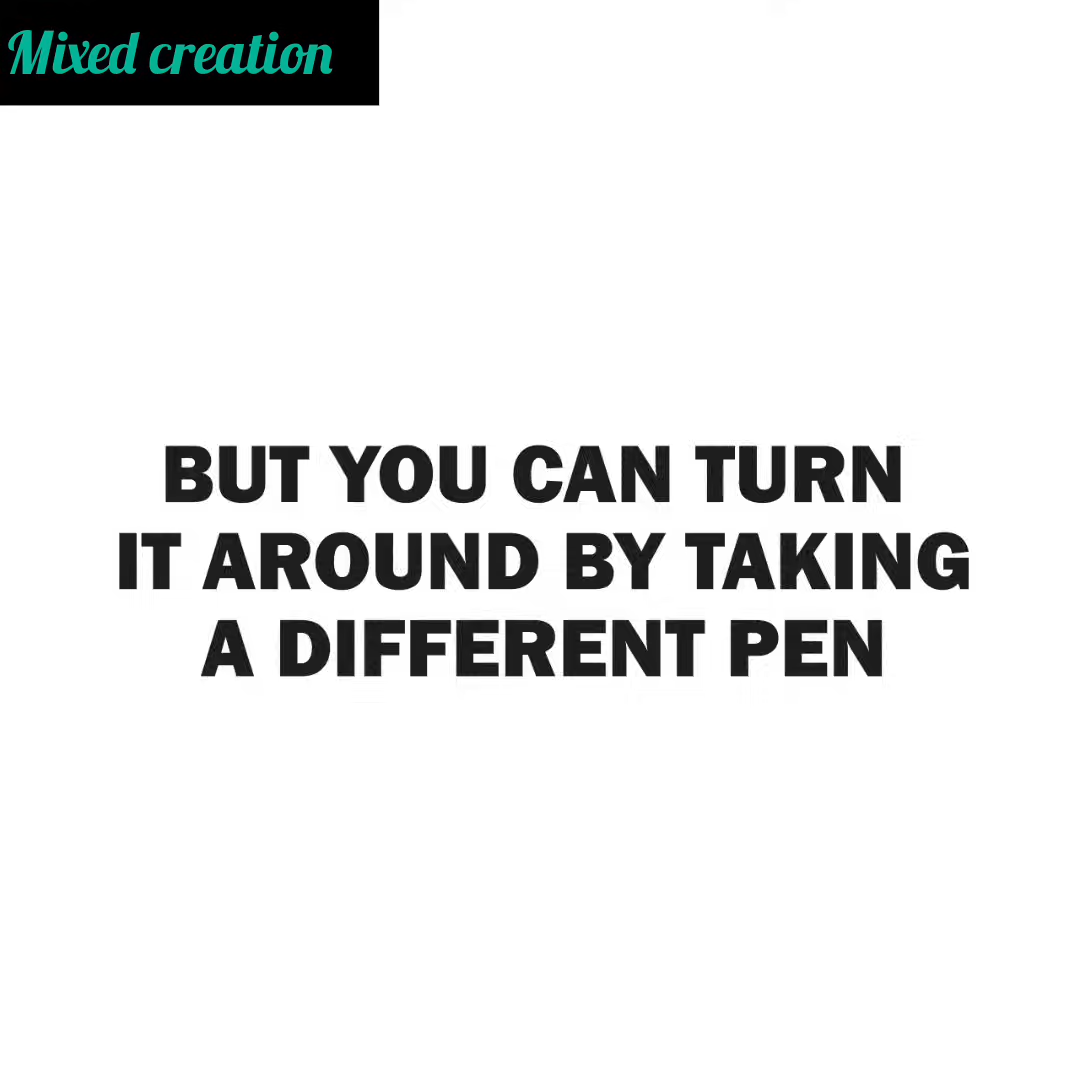 Mixed creation
BUT YOU CAN TURN
IT AROUND BY TAKING
A DIFFERENT PEN